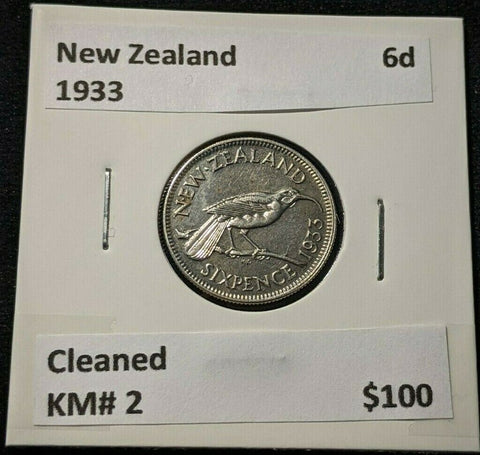 New Zealand 6d
1933
NEW·ZEALAND
1933
SIXPENCE
Cleaned
KM# 2 $100